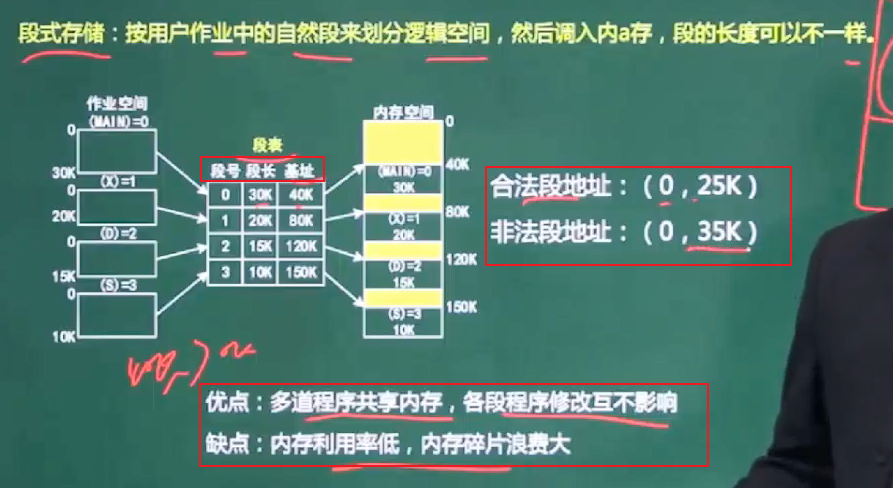 段式存储：按用户作业中的自然段来划分逻辑空间，然后调入内a存，段的长度可以不一样。
作业空间
(MAIN)=0
0
30K
(X)=1
0
20K
(D)=2
0
15K
(S)=3
0
10K
段表
段号 段长 基址
0 30K 40K
1 20K 80K
2 15K 120K
3 10K 150K
内存空间
0
40K
(MAIN)=0
30K
80K
(X)=1
20K
120K
(D)=2
15K
150K
(S)=3
10K
合法段地址：（0，25K）
非法段地址：（0，35K）
优点：多道程序共享内存，各段程序修改互不影响
缺点：内存利用率低，内存碎片浪费大